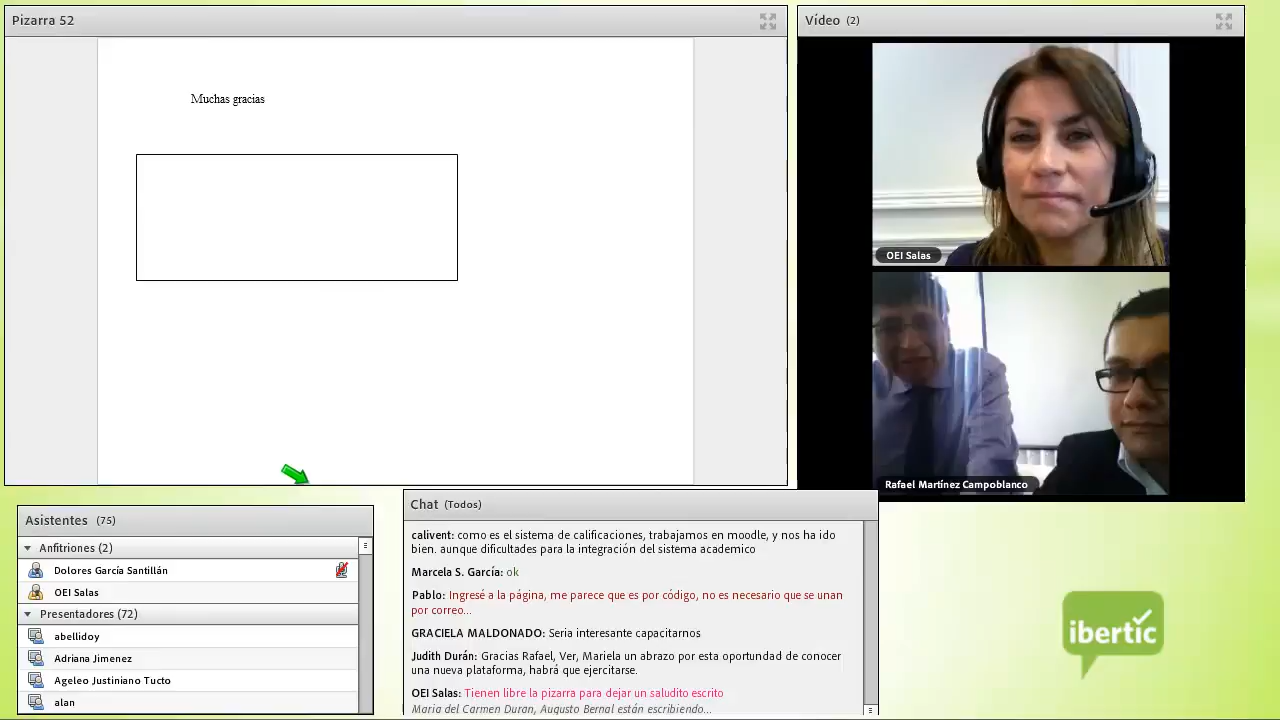 Pizarra 52
Muchas gracias
Vídeo (2)
OEI Salas
Rafael Martínez Campoblanco
Asistentes (75)
Anfitriones (2)
Dolores García Santillán
OEI Salas
Presentadores (72)
abellidoy
Adriana Jimenez
Ageleo Justiniano Tucto
alan
Chat (Todos)
calivent: como es el sistema de calificaciones, trabajamos en moodle, y nos ha ido
bien. aunque dificultades para la integración del sistema academico
Marcela S. García: ok
Pablo: Ingresé a la página, me parece que es por código, no es necesario que se unan
por correo...
GRACIELA MALDONADO: Seria interesante capacitarnos
Judith Durán: Gracias Rafael, Ver, Mariela un abrazo por esta oportunidad de conocer
una nueva plataforma, habrá que ejercitarse.
OEI Salas: Tienen libre la pizarra para dejar un saludito escrito
Maria del Carmen Duran, Augusto Bernal están escribiendo...
ibertic